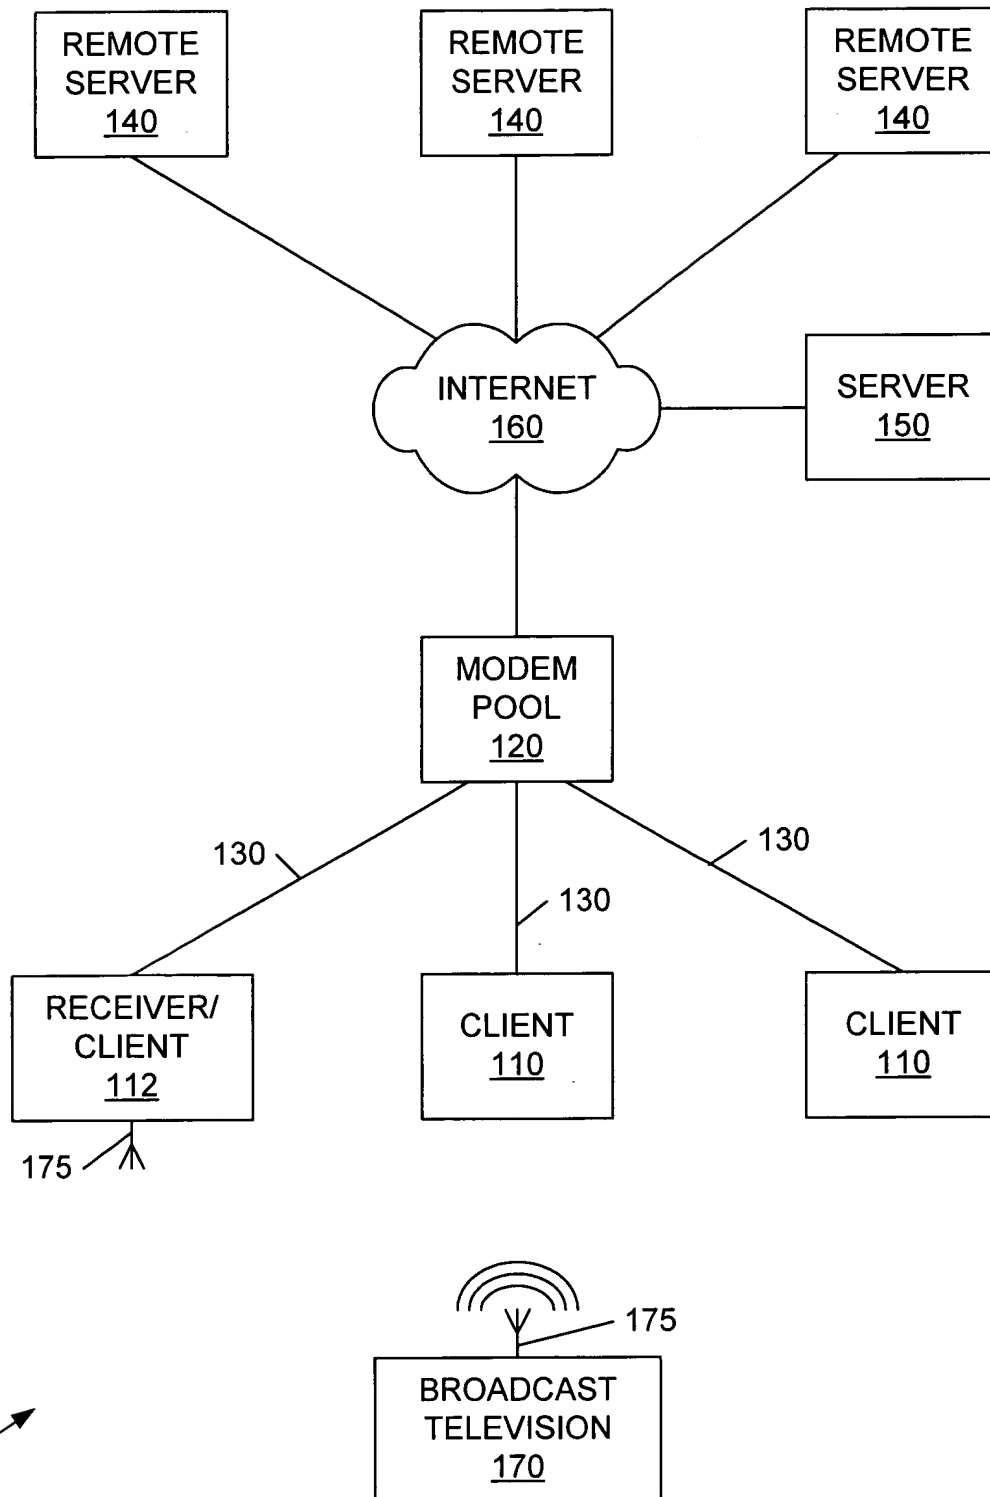 REMOTE
SERVER
140
REMOTE
SERVER
140
REMOTE
SERVER
140
INTERNET
160
SERVER
150
MODEM
POOL
120
130
130
130
RECEIVER/
CLIENT
112
CLIENT
110
CLIENT
110
175
175
BROADCAST
TELEVISION
170